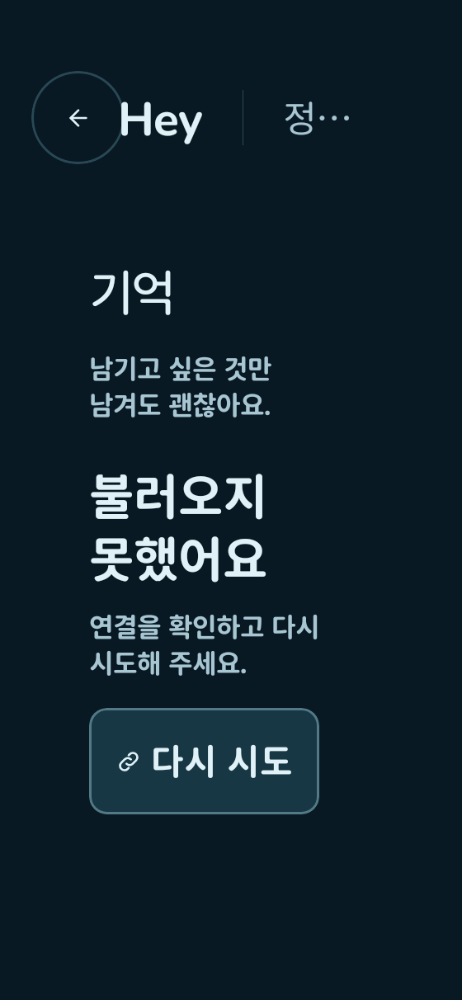 Hey
정···
기억
남기고 싶은 것만
남겨도 괜찮아요.
불러오지
못했어요
연결을 확인하고 다시
시도해 주세요.
다시 시도